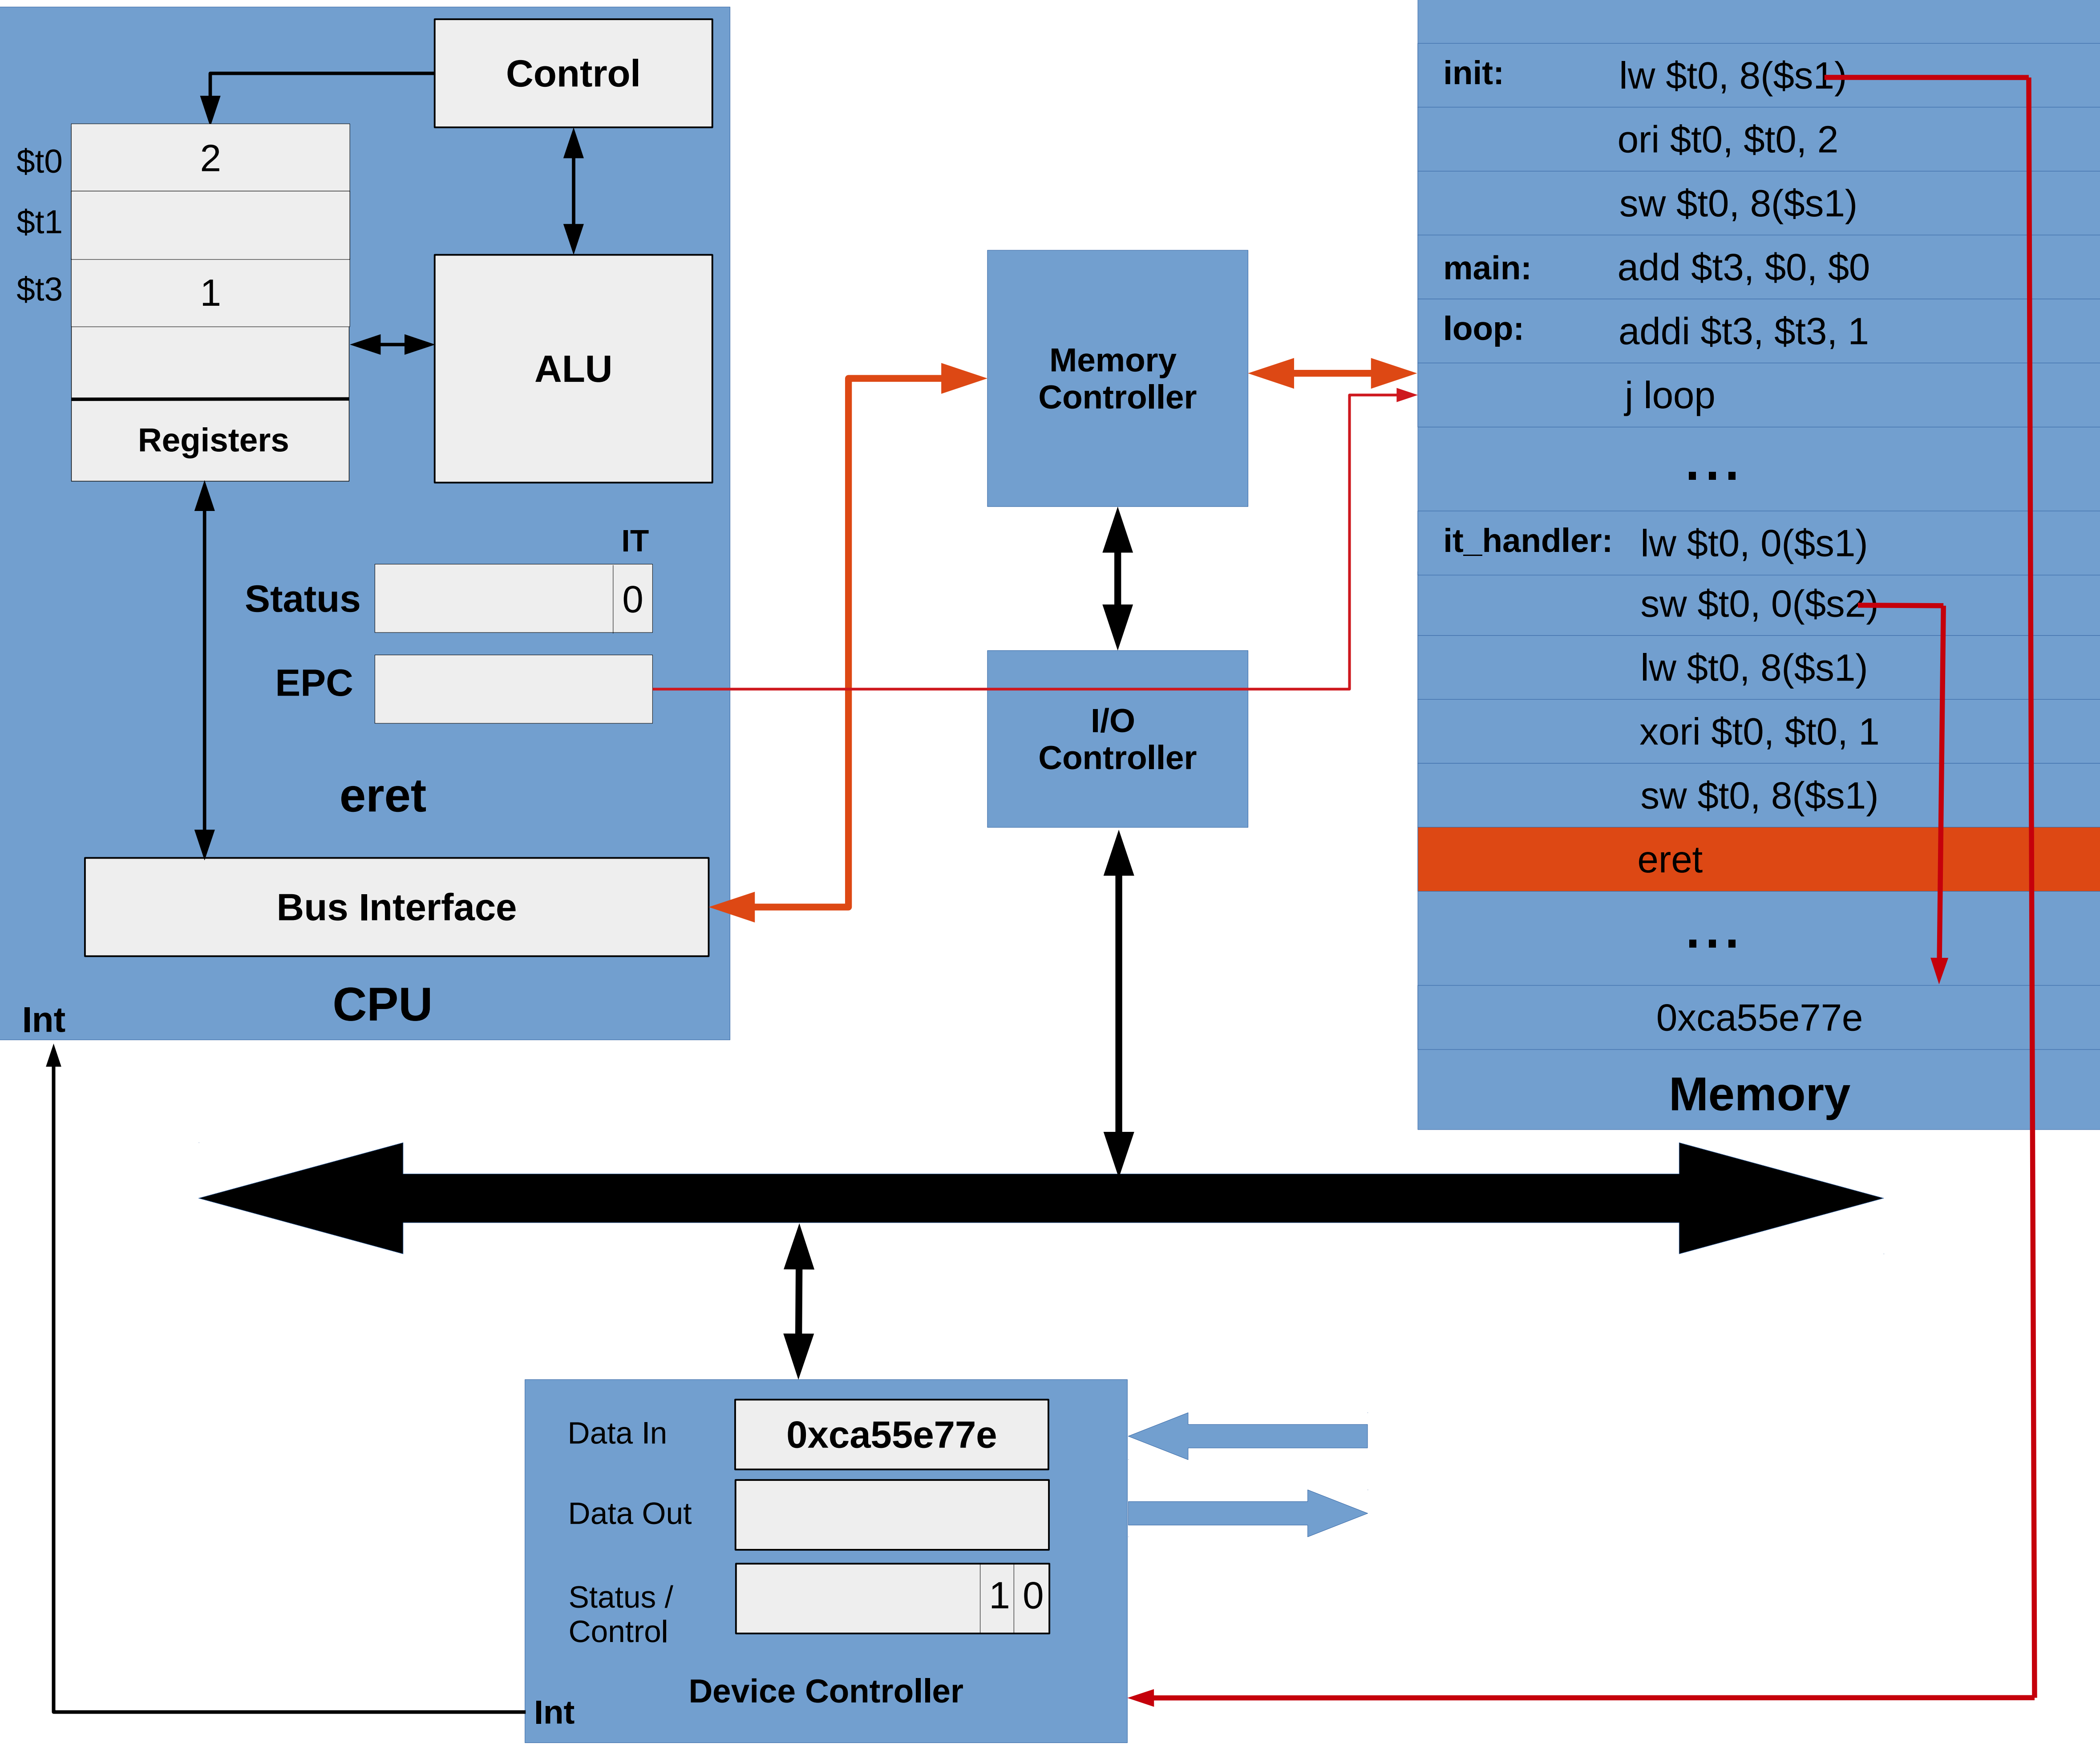 Control
$t0
2
$t1
$t3
1
ALU
Registers
IT
Status
0
EPC
eret
Bus Interface
CPU
Int
Memory
Controller
I/O
Controller
init:
lw $t0, 8($s1)
ori $t0, $t0, 2
sw $t0, 8($s1)
main:
add $t3, $0, $0
loop:
addi $t3, $t3, 1
j loop
...
it_handler:
lw $t0, 0($s1)
sw $t0, 0($s2)
lw $t0, 8($s1)
xori $t0, $t0, 1
sw $t0, 8($s1)
eret
...
0xca55e77e
Memory
Data In
0xca55e77e
Data Out
Status /
Control
1 0
Device Controller
Int